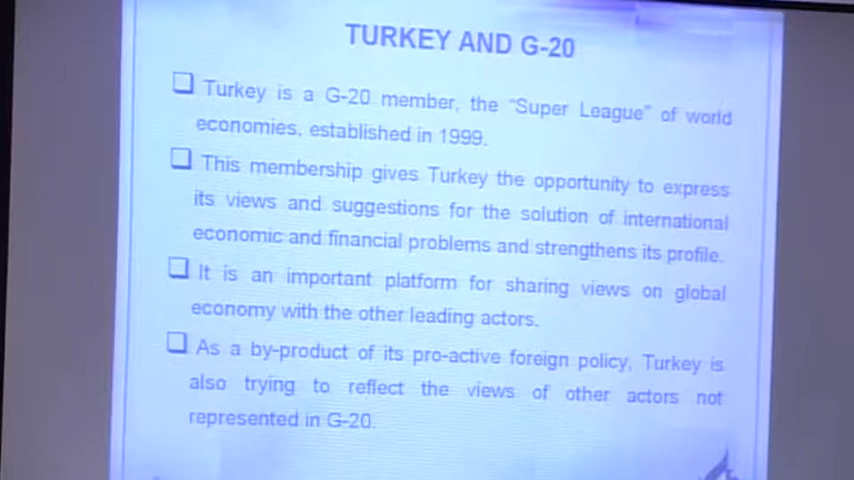 TURKEY AND G-20
❑ Turkey is a G-20 member, the “Super League” of world
economies, established in 1999.
❑ This membership gives Turkey the opportunity to express
its views and suggestions for the solution of international
economic and financial problems and strengthens its profile.
❑ It is an important platform for sharing views on global
economy with the other leading actors.
❑ As a by-product of its pro-active foreign policy, Turkey is
also trying to reflect the views of other actors not
represented in G-20.